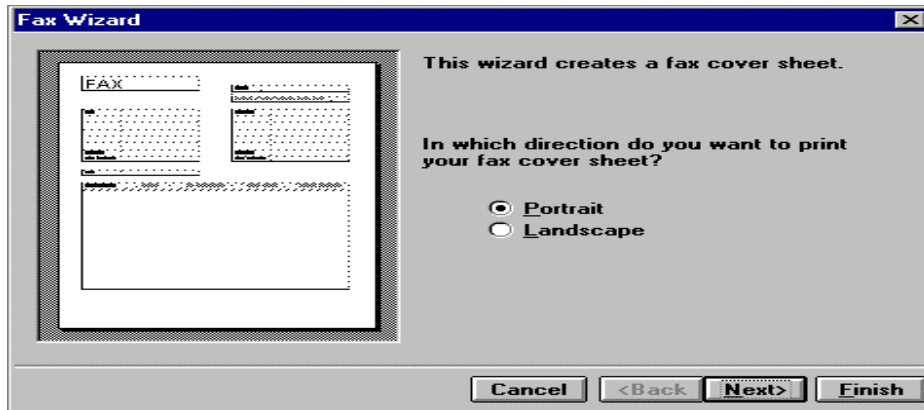 Fax Wizard
FAX
This wizard creates a fax cover sheet.
In which direction do you want to print
your fax cover sheet?
Portrait
Landscape
Cancel
<Back
Next>
Finish